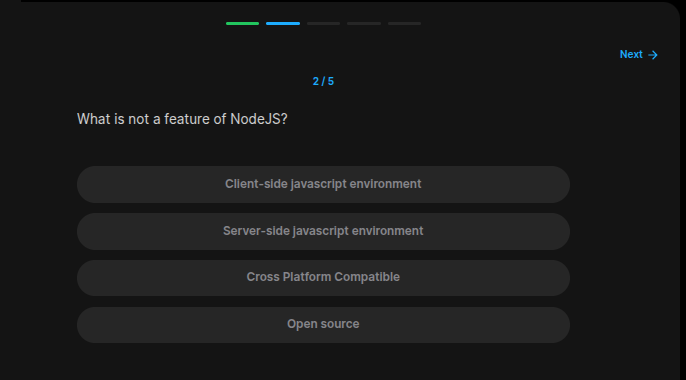 Next →
2 / 5
What is not a feature of NodeJS?
Client-side javascript environment
Server-side javascript environment
Cross Platform Compatible
Open source